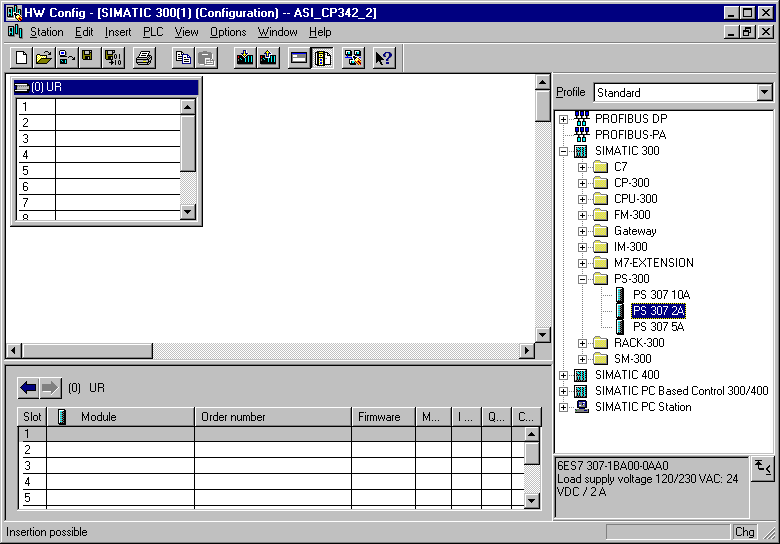 HW Config - [SIMATIC 300(1) (Configuration) -- ASI_CP342_2]
Station Edit Insert PLC View Options Window Help
(0) UR
1
2
3
4
5
6
7
8
Profile Standard
PROFIBUS DP
PROFIBUS-PA
SIMATIC 300
C7
CP-300
CPU-300
FM-300
Gateway
IM-300
M7-EXTENSION
PS-300
PS 307 10A
PS 307 2A
PS 307 5A
RACK-300
SM-300
SIMATIC 400
SIMATIC PC Based Control 300/400
SIMATIC PC Station
(0) UR
Slot Module Order number Firmware M... I ... Q... C...
1
2
3
4
5
6ES7 307-1BA00-0AA0
Load supply voltage 120/230 VAC: 24
VDC / 2 A
Insertion possible
Chg